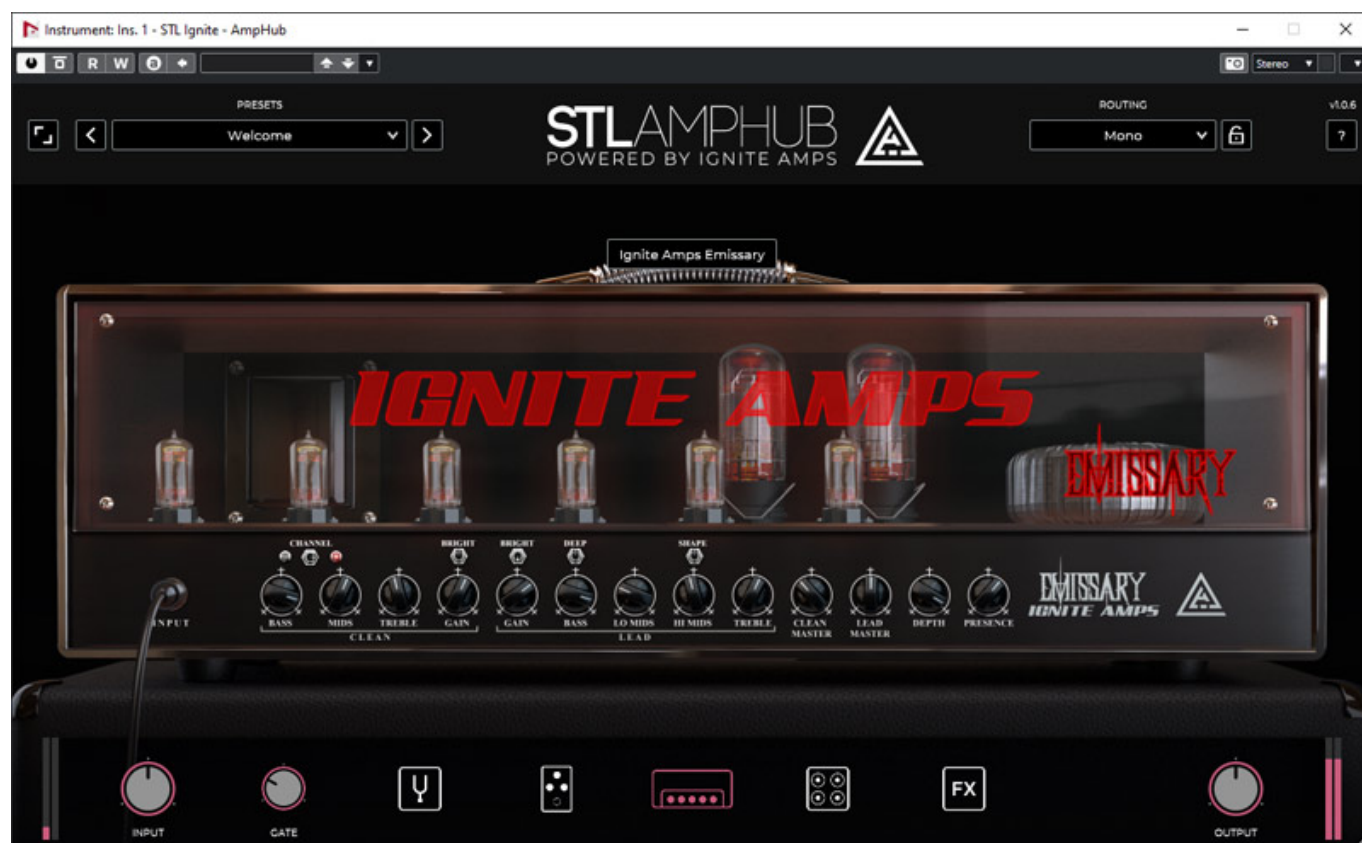 Instrument: Ins. 1 - STL Ignite - AmpHub
R W
Stereo
PRESETS
Welcome
STLAMPHUB
POWERED BY IGNITE AMPS
ROUTING
Mono
v1.0.6
?
Ignite Amps Emissary
IGNITE AMPS
EMISSARY
CHANNEL BRIGHT BRIGHT DEEP SHAPE
INPUT
BASS MIDS TREBLE GAIN GAIN BASS LO MIDS HI MIDS TREBLE CLEAN MASTER LEAD MASTER DEPTH PRESENCE
CLEAN LEAD
EMISSARY
IGNITE AMPS
FX
INPUT GATE OUTPUT